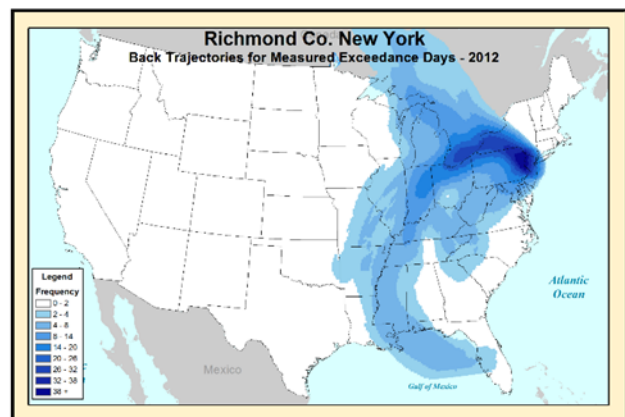 Canada
Richmond Co. New York
Back Trajectories for Measured Exceedance Days - 2012
Legend
Frequency
0 - 2
2 - 4
4 - 8
8 - 14
14 - 20
20 - 26
26 - 32
32 - 38
38 +
Atlantic
Ocean
Mexico
Gulf of Mexico